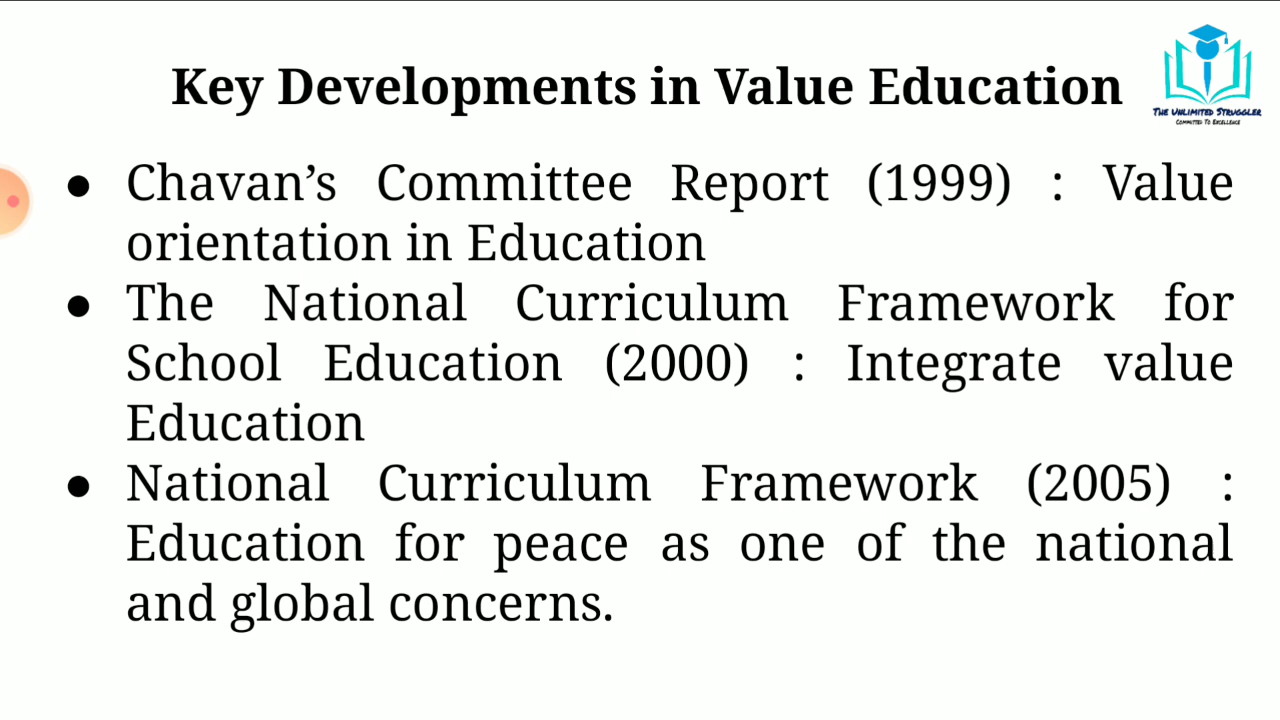 Key Developments in Value Education
THE UNLIMITED STRUGGLER
COMMITTED TO EXCELLENCE
● Chavan’s Committee Report (1999) : Value
orientation in Education
● The National Curriculum Framework for
School Education (2000) : Integrate value
Education
● National Curriculum Framework (2005) :
Education for peace as one of the national
and global concerns.